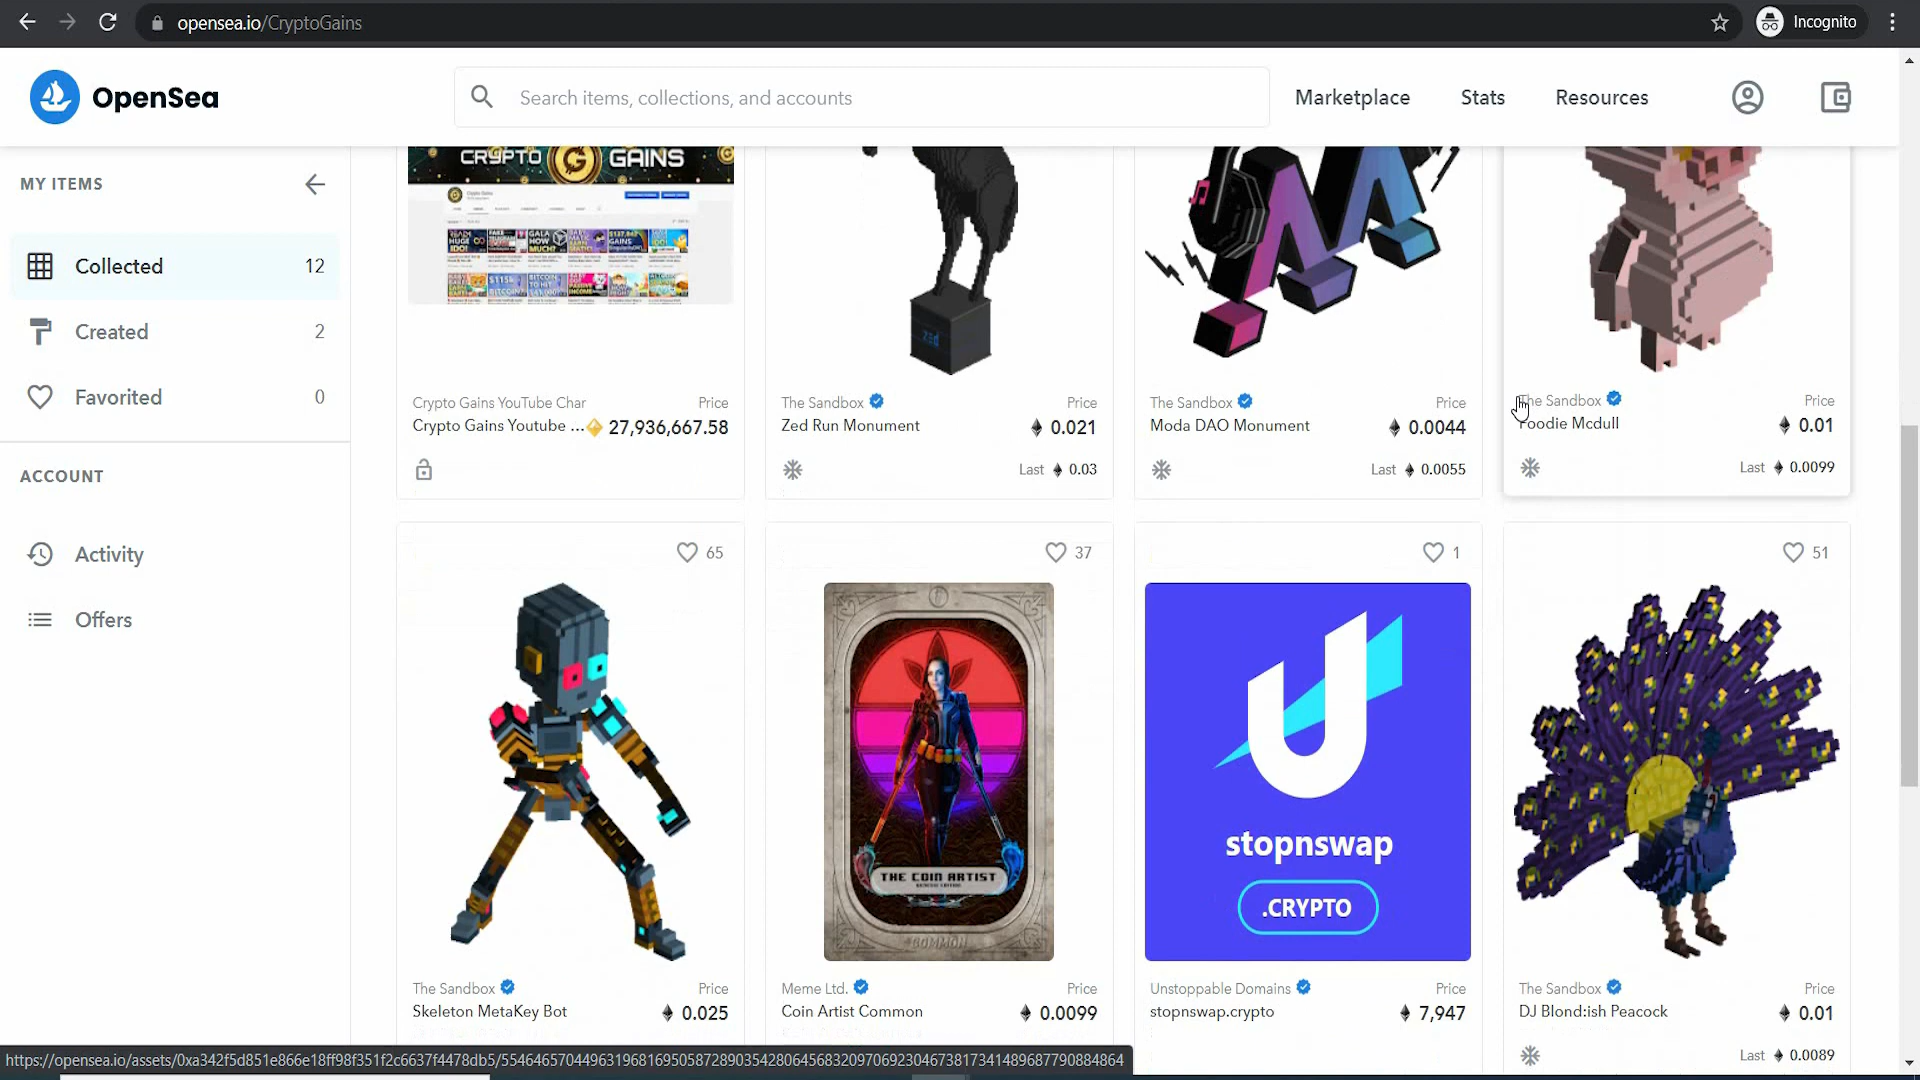 opensea.io/CryptoGains
Incognito
OpenSea
Search items, collections, and accounts
Marketplace
Stats
Resources
MY ITEMS
Collected 12
Created 2
Favorited 0
ACCOUNT
Activity
Offers
CRYPTO G GAINS
Crypto Gains YouTube Char Price
Crypto Gains Youtube ... 27,936,667.58
zed
The Sandbox Price
Zed Run Monument 0.021
Last 0.03
The Sandbox Price
Moda DAO Monument 0.0044
Last 0.0055
The Sandbox Price
Foodie Mcdull 0.01
Last 0.0099
65
The Sandbox Price
Skeleton MetaKey Bot 0.025
37
THE COIN ARTIST
COMMON
Meme Ltd. Price
Coin Artist Common 0.0099
1
stopnswap
.CRYPTO
Unstoppable Domains Price
stopnswap.crypto 7,947
51
The Sandbox Price
DJ Blond:ish Peacock 0.01
Last 0.0089
https://opensea.io/assets/0xa342f5d851e866e18ff98f351f2c6637f4478db5/55464657044963196816950587289035428064568320970692304673817341489687790884864